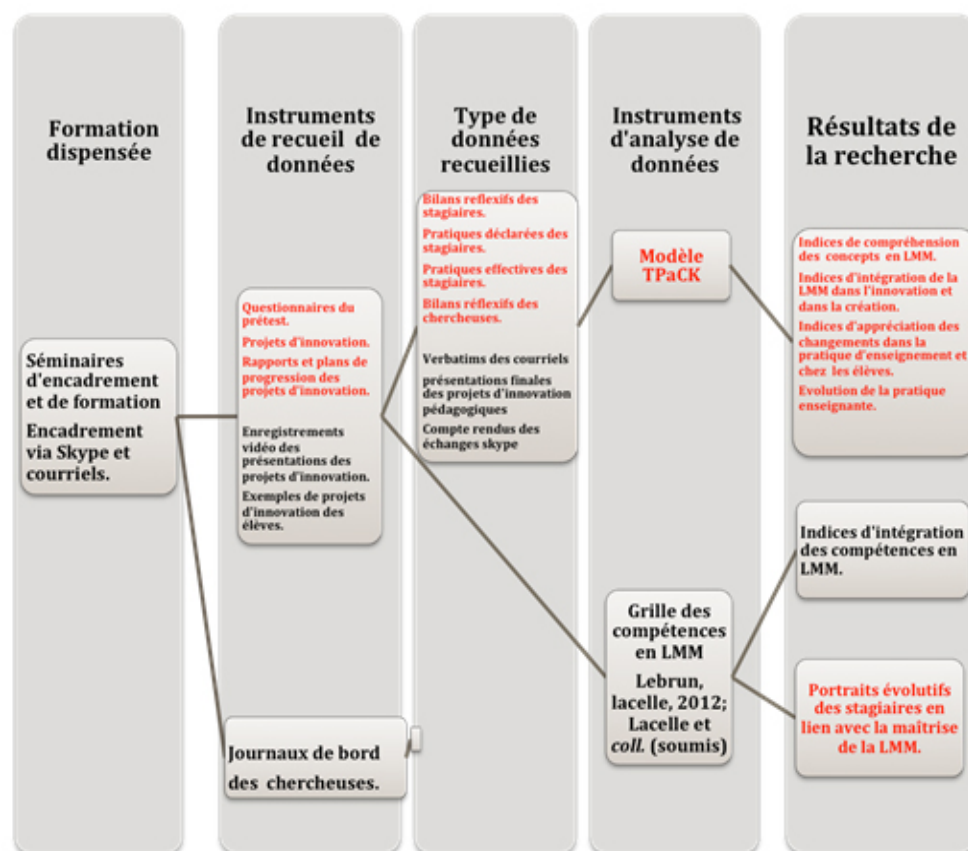 Formation
dispensée
Séminaires
d'encadrement
et de formation
Encadrement
via Skype et
courriels.
Instruments
de recueil de
données
Questionnaires du
prétest.
Projets d'innovation.
Rapports et plans de
progression des
projets d'innovation.
Enregistrements
vidéo des
présentations des
projets d'innovation.
Exemples de projets
d'innovation des
élèves.
Journaux de bord
des chercheuses.
Type de
données
recueillies
Bilans reflexifs des
stagiaires.
Pratiques déclarées des
stagiaires.
Pratiques effectives des
stagiaires.
Bilans réflexifs des
chercheuses.
Verbatims des courriels
présentations finales
des projets d'innovation
pédagogiques
Compte rendus des
échanges skype
Instruments
d'analyse de
données
Modèle
TPaCK
Grille des
compétences
en LMM
Lebrun,
lacelle, 2012;
Lacelle et
coll. (soumis)
Résultats de
la recherche
Indices de compréhension
des concepts en LMM.
Indices d'intégration de la
LMM dans l'innovation et
dans la création.
Indices d'appréciation des
changements dans la
pratique d'enseignement et
chez les élèves.
Evolution de la pratique
enseignante.
Indices d'intégration
des compétences en
LMM.
Portraits évolutifs
des stagiaires en
lien avec la maîtrise
de la LMM.